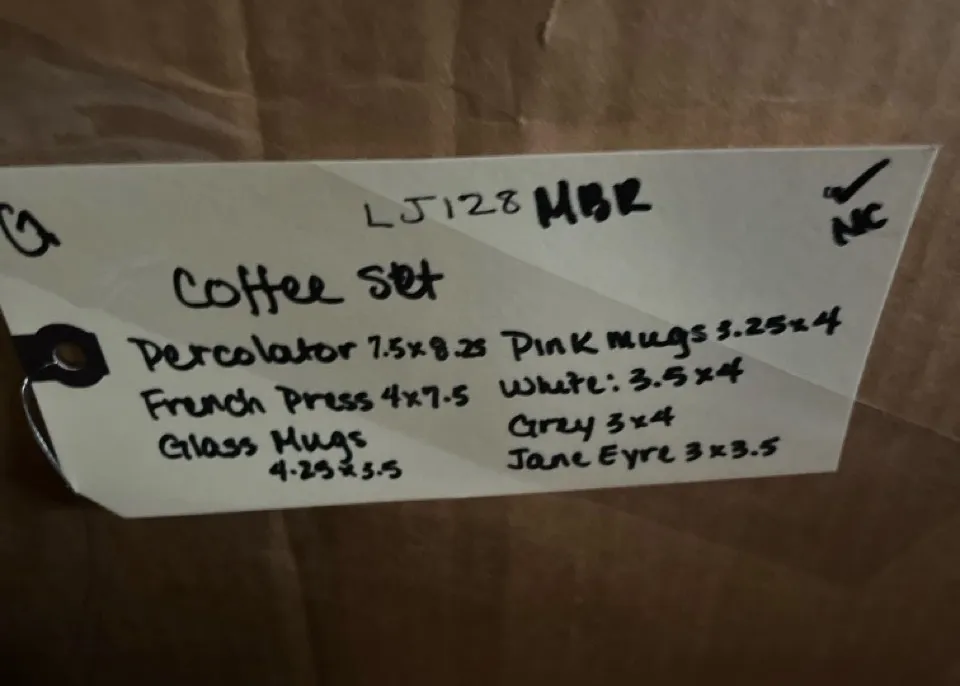 LJ128 MBR
NC
Coffee Set
Percolator 7.5x8.25
French Press 4x7.5
Glass Mugs
4.25x3.5
Pink Mugs 3.25x4
White: 3.5x4
Grey 3x4
Jane Eyre 3x3.5